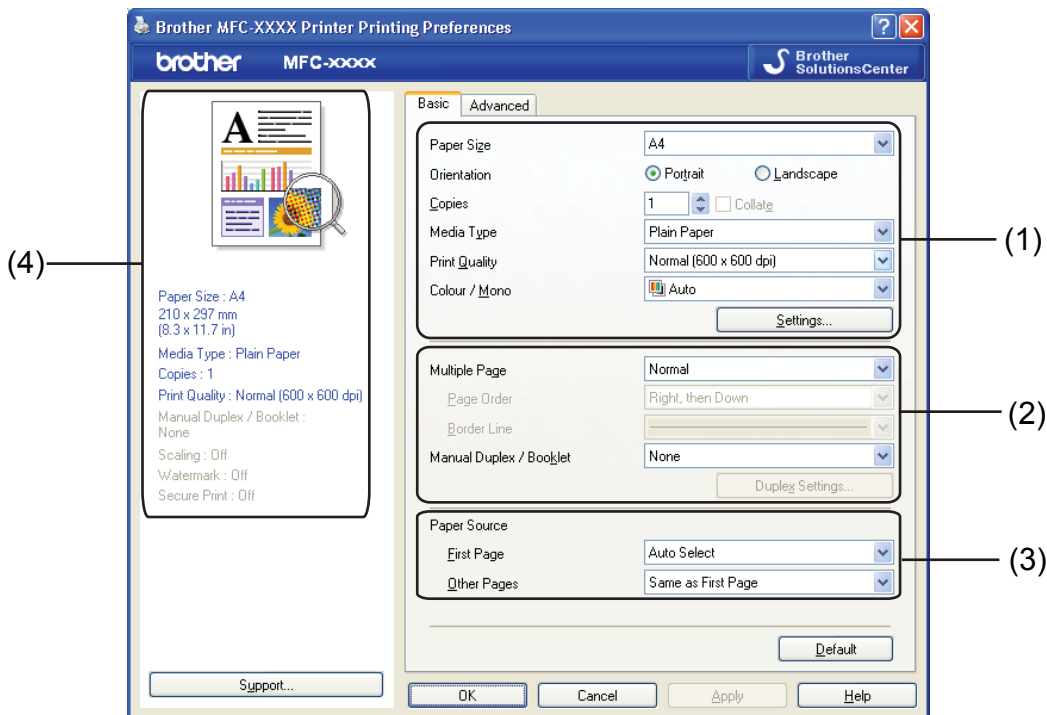 Brother MFC-XXXX Printer Printing Preferences
brother MFC-xxxx
Brother
SolutionsCenter
(4)
A
Paper Size : A4
210 x 297 mm
(8.3 x 11.7 in)
Media Type : Plain Paper
Copies : 1
Print Quality : Normal (600 x 600 dpi)
Manual Duplex / Booklet :
None
Scaling : Off
Watermark : Off
Secure Print : Off
Support...
Basic Advanced
Paper Size A4
Orientation Portrait Landscape
Copies 1 Collate
Media Type Plain Paper
Print Quality Normal (600 x 600 dpi)
Colour / Mono Auto
Settings...
(1)
Multiple Page Normal
Page Order Right, then Down
Border Line
Manual Duplex / Booklet None
Duplex Settings...
(2)
Paper Source
First Page Auto Select
Other Pages Same as First Page
(3)
Default
OK Cancel Apply Help